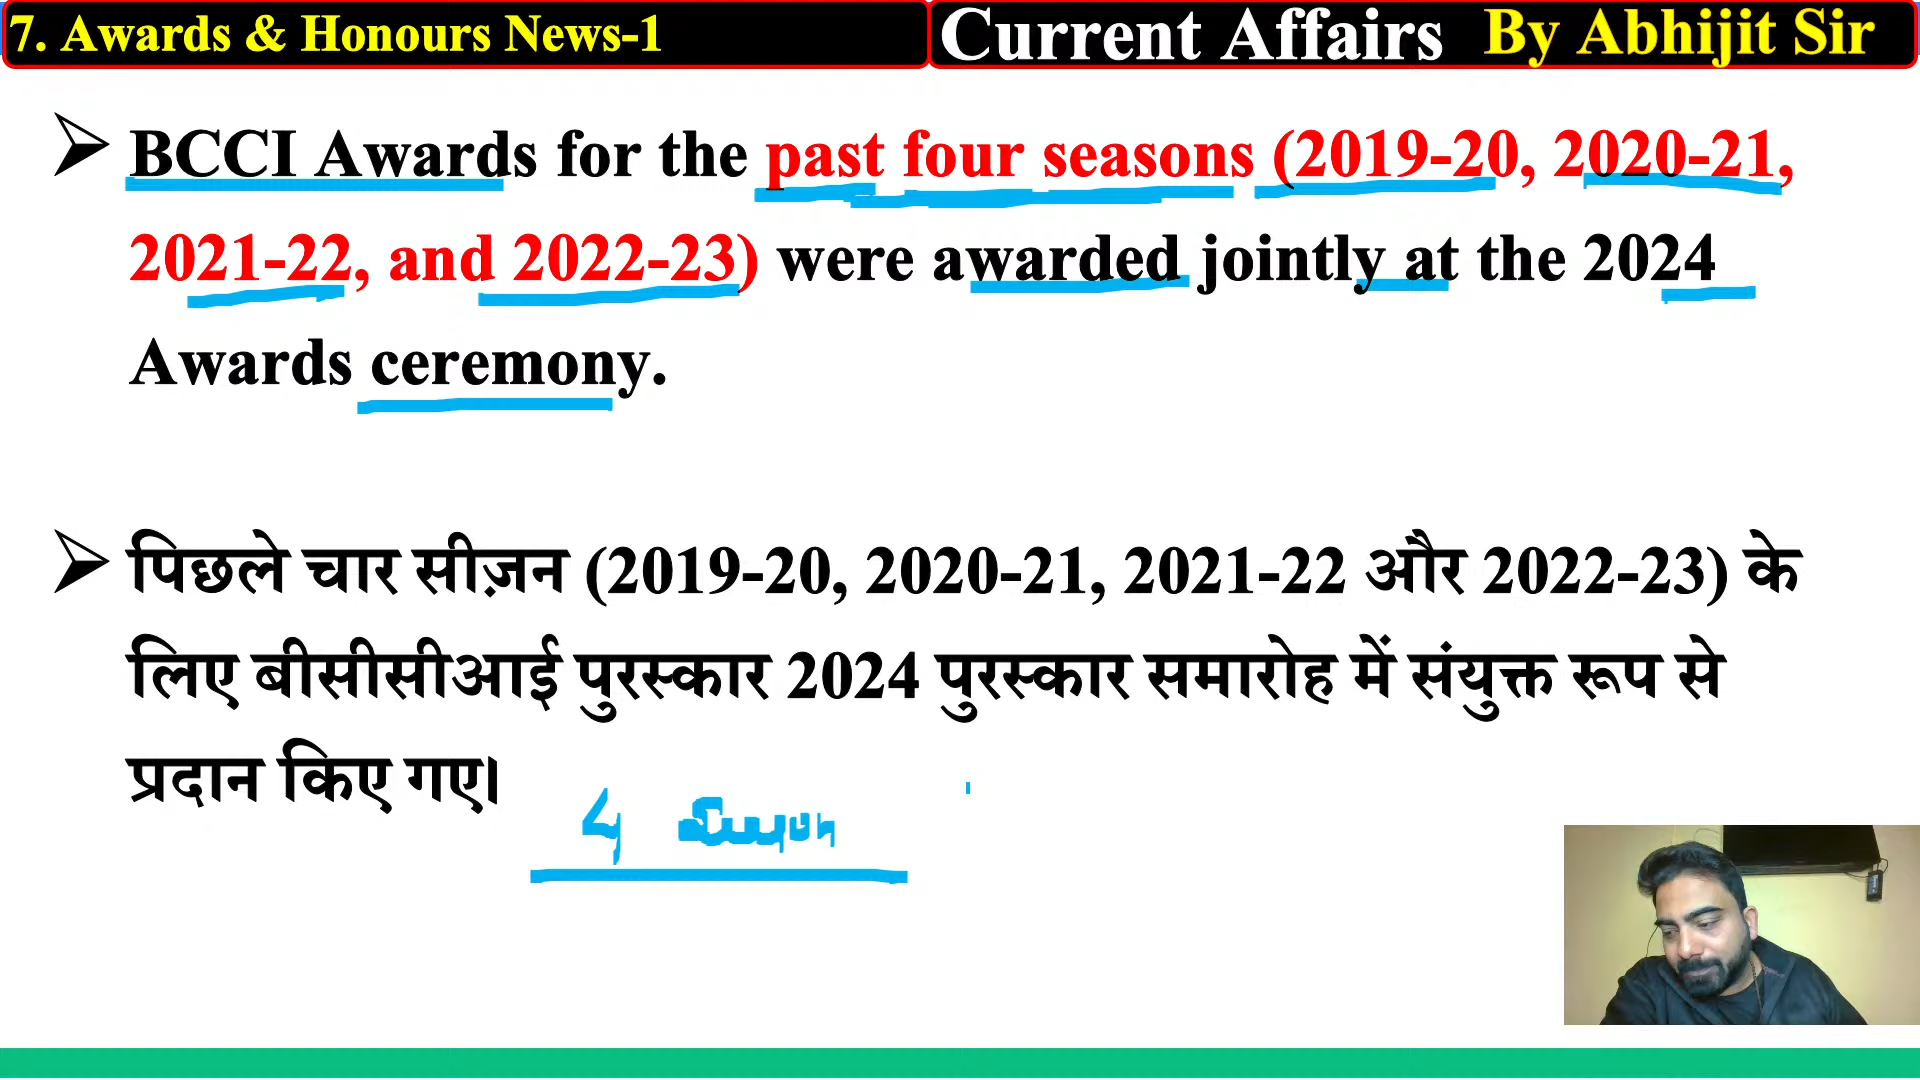 7. Awards & Honours News-1
Current Affairs By Abhijit Sir
BCCI Awards for the past four seasons (2019-20, 2020-21,
2021-22, and 2022-23) were awarded jointly at the 2024
Awards ceremony.
पिछले चार सीज़न (2019-20, 2020-21, 2021-22 और 2022-23) के
लिए बीसीसीआई पुरस्कार 2024 पुरस्कार समारोह में संयुक्त रूप से
प्रदान किए गए।
4